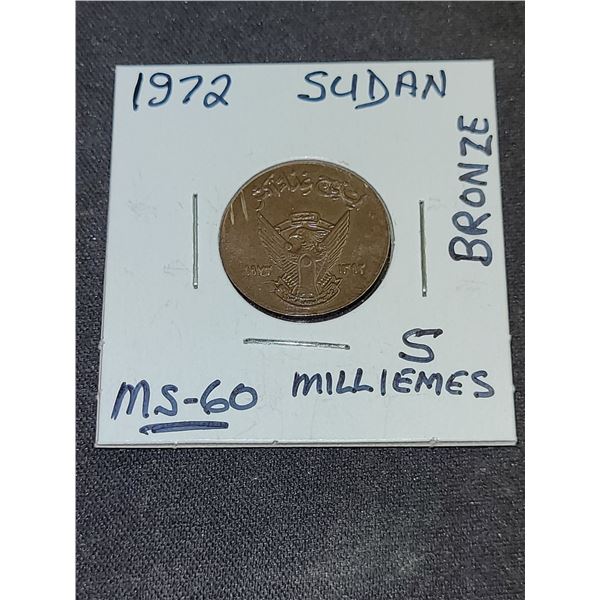 1972 SUDAN
BRONZE
5
MS-60 MILLIEMES